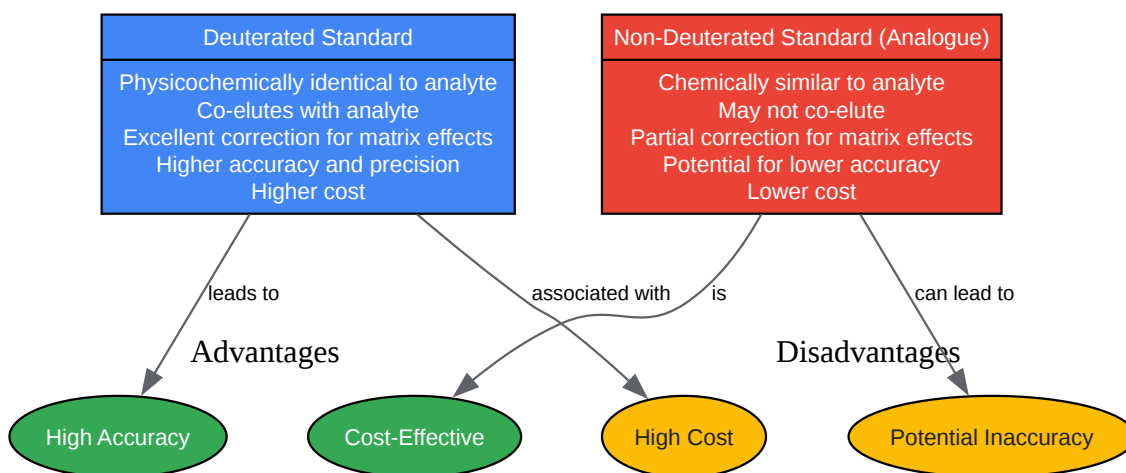 Deuterated Standard
Physicochemically identical to analyte
Co-elutes with analyte
Excellent correction for matrix effects
Higher accuracy and precision
Higher cost
Non-Deuterated Standard (Analogue)
Chemically similar to analyte
May not co-elute
Partial correction for matrix effects
Potential for lower accuracy
Lower cost
leads to
associated with
is
can lead to
Advantages
Disadvantages
High Accuracy
Cost-Effective
High Cost
Potential Inaccuracy